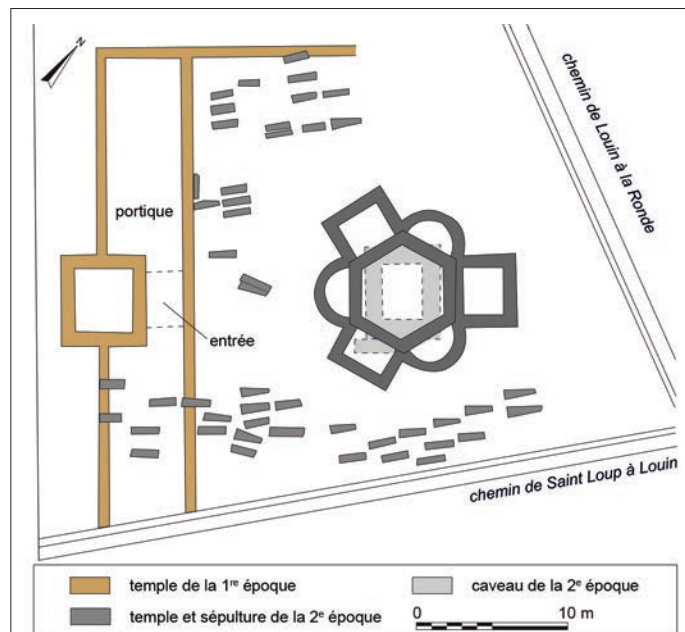 N
chemin de Louin à la Ronde
portique
entrée
chemin de Saint Loup à Louin
temple de la 1re époque
temple et sépulture de la 2e époque
caveau de la 2e époque
0 10 m